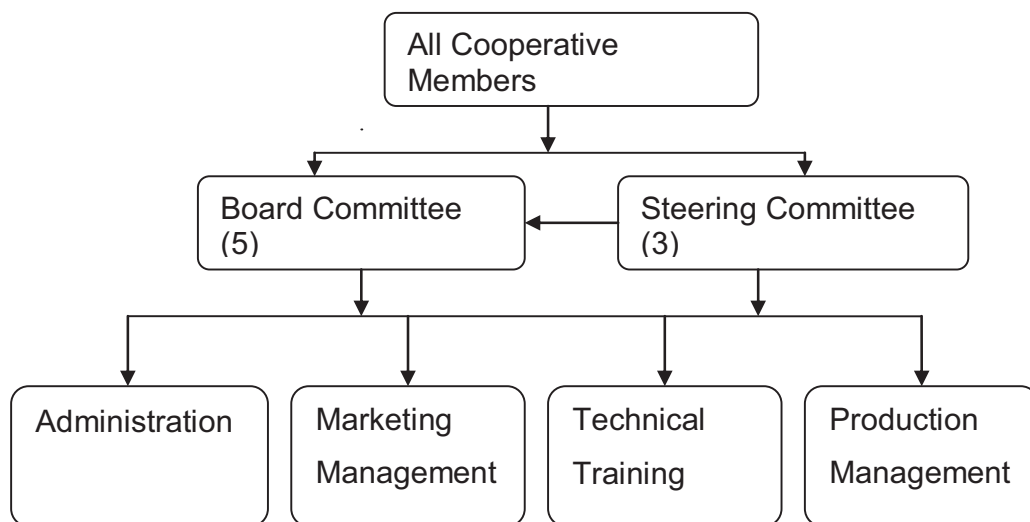 All Cooperative
Members
Board Committee
(5)
Steering Committee
(3)
Administration
Marketing
Management
Technical
Training
Production
Management